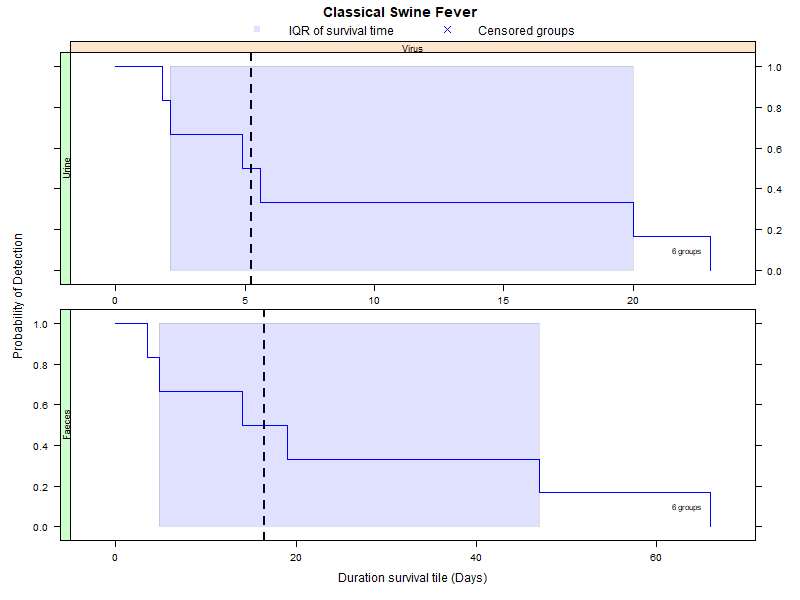 Classical Swine Fever
IQR of survival time Censored groups
Virus
Urine
1.0
0.8
0.6
0.4
0.2
0.0
6 groups
0 5 10 15 20
Probability of Detection
Faeces
1.0
0.8
0.6
0.4
0.2
0.0
6 groups
0 20 40 60
Duration survival tile (Days)